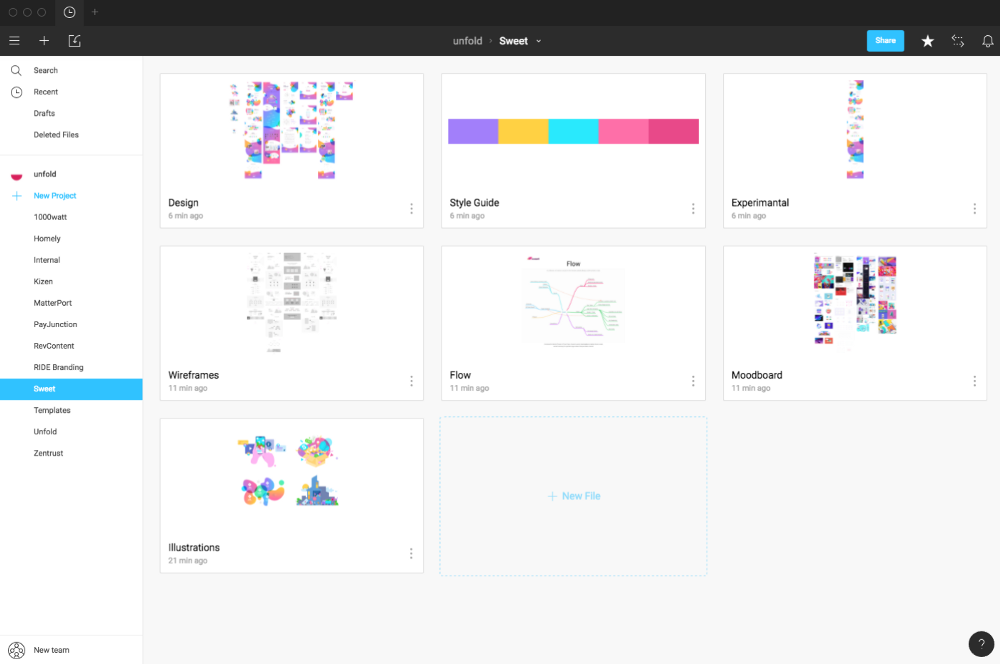 unfold › Sweet
Share
Search
Recent
Drafts
Deleted Files
unfold
New Project
1000watt
Homely
Internal
Kizen
MatterPort
PayJunction
RevContent
RIDE Branding
Sweet
Templates
Unfold
Zentrust
New team
Design
6 min ago
Style Guide
6 min ago
Experimantal
6 min ago
Wireframes
11 min ago
Flow
Flow
11 min ago
Moodboard
11 min ago
Illustrations
21 min ago
+ New File
?